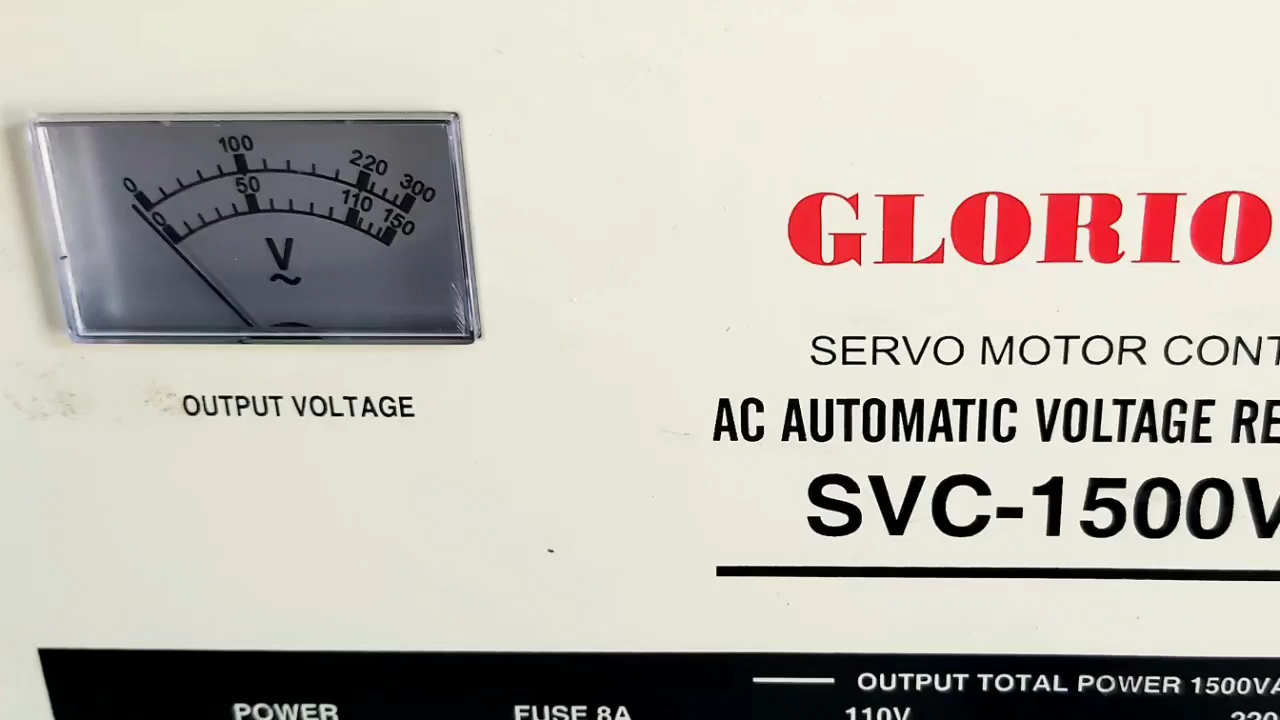 100
220
300
0
50
110
150
0
V
~
OUTPUT VOLTAGE
GLORIO
SERVO MOTOR CONT
AC AUTOMATIC VOLTAGE RE
SVC-1500V
OUTPUT TOTAL POWER 1500VA
POWER
FUSE 8A
110V
220